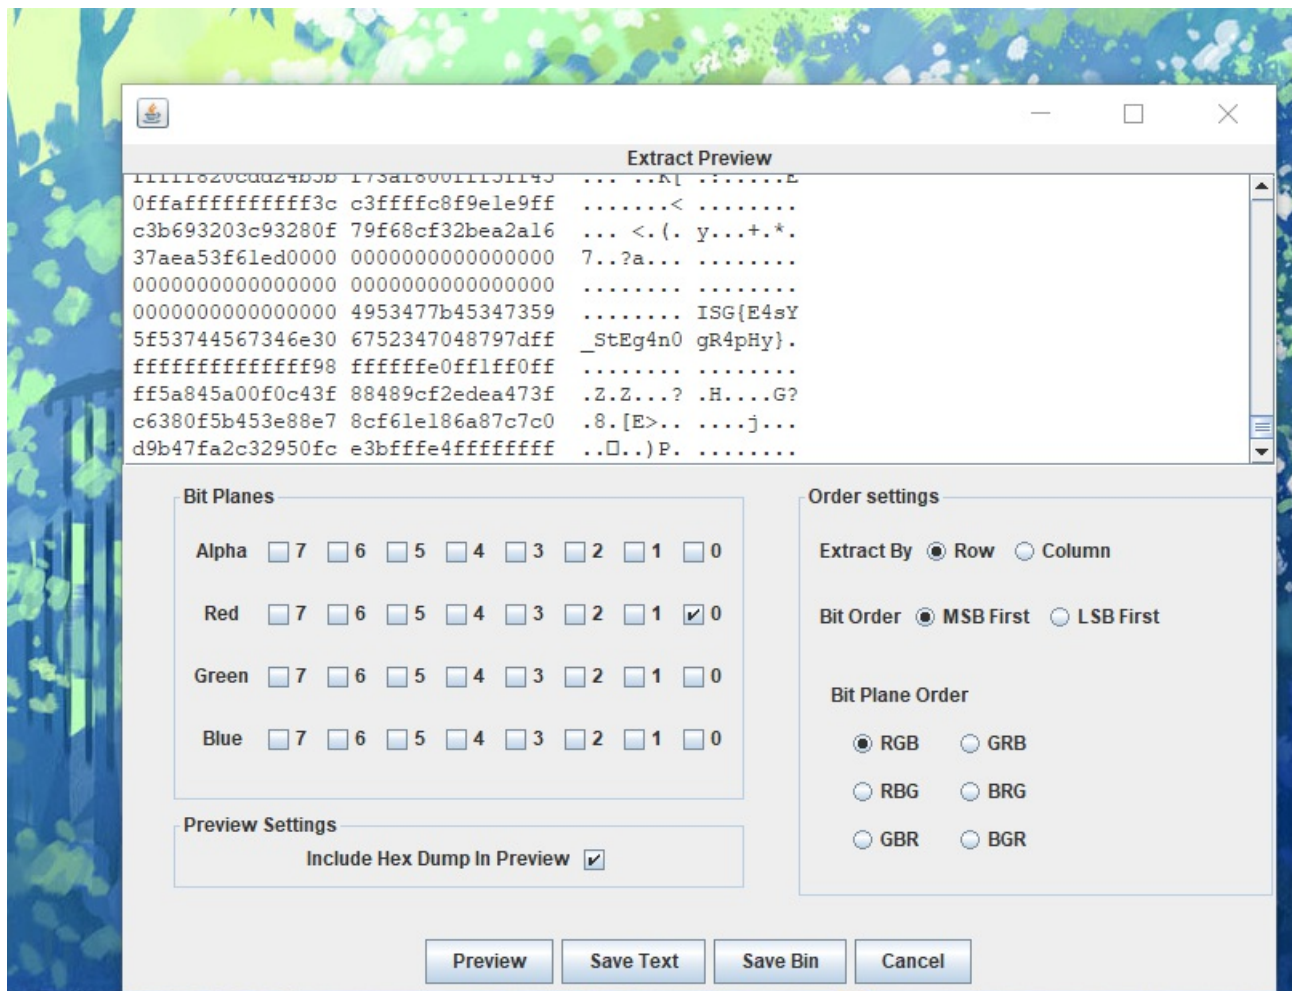 Extract Preview
fffff820cdd24b5b f73af800fff5ff45 ... ..K[ .:.....E
0ffaffffffffff3c c3ffffc8f9e1e9ff .......< ........
c3b693203c93280f 79f68cf32bea2a16 ... <.(. y...+.*.
37aea53f61ed0000 0000000000000000 7..?a... ........
0000000000000000 0000000000000000 ........ ........
0000000000000000 4953477b45347359 ........ ISG{E4sY
5f53744567346e30 6752347048797dff _StEg4n0 gR4pHy}.
ffffffffffffff98 ffffffe0ff1ff0ff ........ ........
ff5a845a00f0c43f 88489cf2edea473f .Z.Z...? .H....G?
c6380f5b453e88e7 8cf61e186a87c7c0 .8.[E>.. ....j...
d9b47fa2c32950fc e3bfffe4ffffffff ..□..)P. ........
Bit Planes
Alpha 7 6 5 4 3 2 1 0
Red 7 6 5 4 3 2 1 0
Green 7 6 5 4 3 2 1 0
Blue 7 6 5 4 3 2 1 0
Preview Settings
Include Hex Dump In Preview
Order settings
Extract By Row Column
Bit Order MSB First LSB First
Bit Plane Order
RGB GRB
RBG BRG
GBR BGR
Preview Save Text Save Bin Cancel